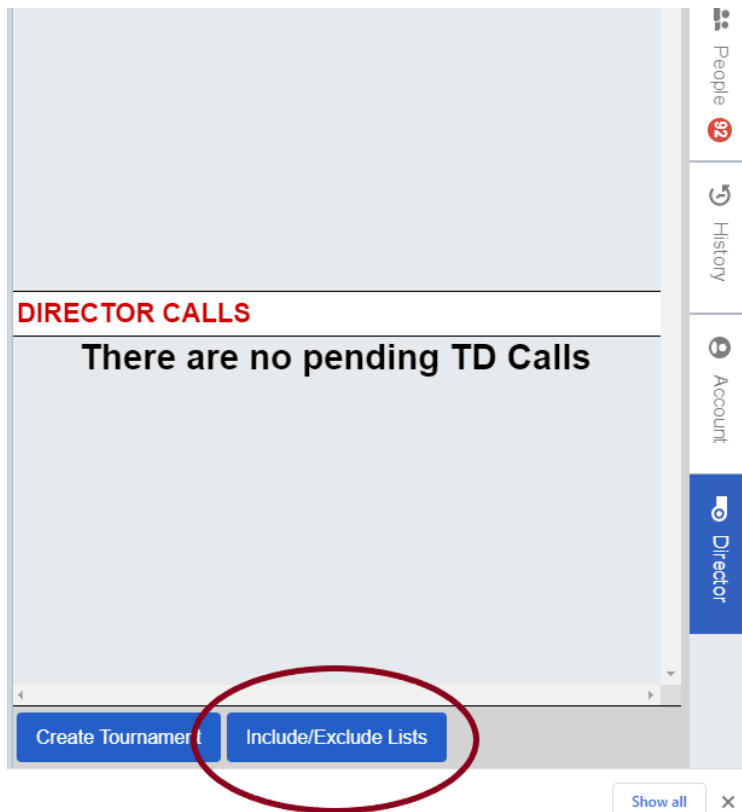 People 92
History
DIRECTOR CALLS
There are no pending TD Calls
Account
Director
Create Tournament
Include/Exclude Lists
Show all